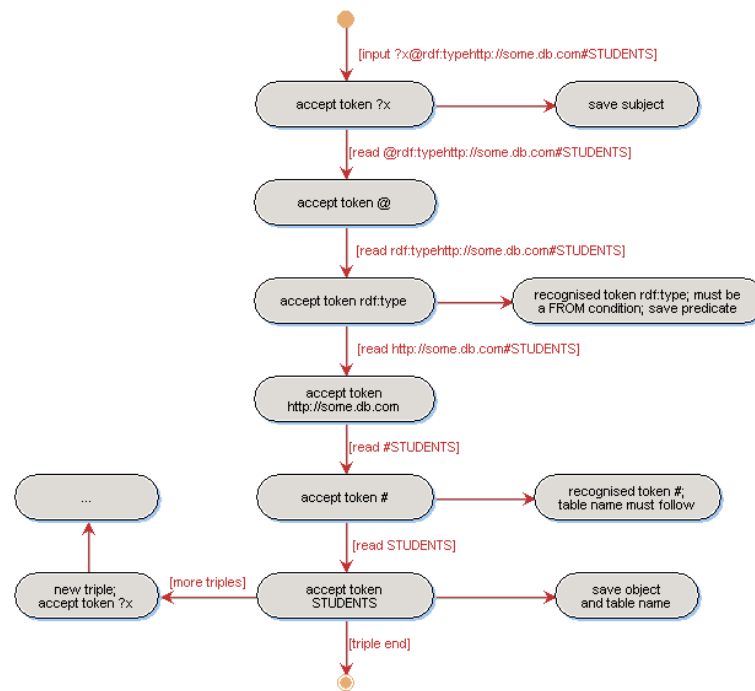 [input ?x@rdf:typehttp://some.db.com#STUDENTS]
accept token ?x
save subject
[read @rdf:typehttp://some.db.com#STUDENTS]
accept token @
[read rdf:typehttp://some.db.com#STUDENTS]
accept token rdf:type
recognised token rdf:type; must be
a FROM condition; save predicate
[read http://some.db.com#STUDENTS]
accept token
http://some.db.com
[read #STUDENTS]
...
accept token #
recognised token #;
table name must follow
[read STUDENTS]
new triple;
accept token ?x
[more triples]
accept token
STUDENTS
save object
and table name
[triple end]